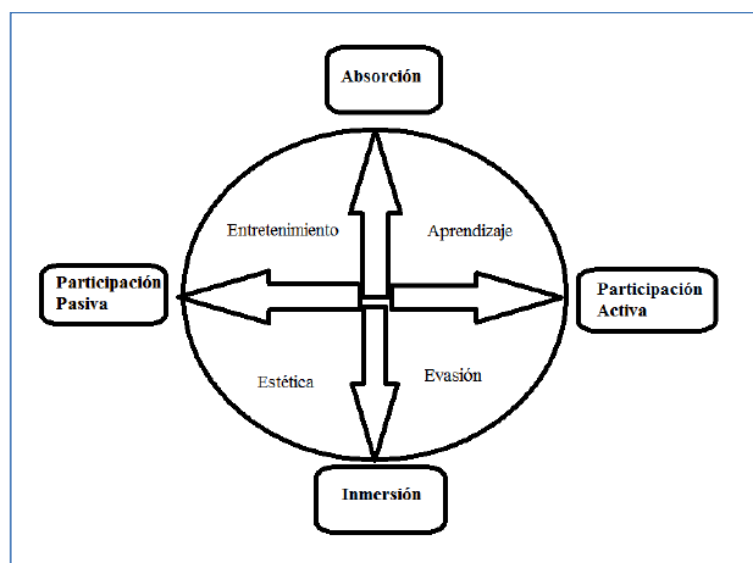 Absorción
Entretenimiento
Aprendizaje
Participación
Pasiva
Participación
Activa
Estética
Evasión
Inmersión